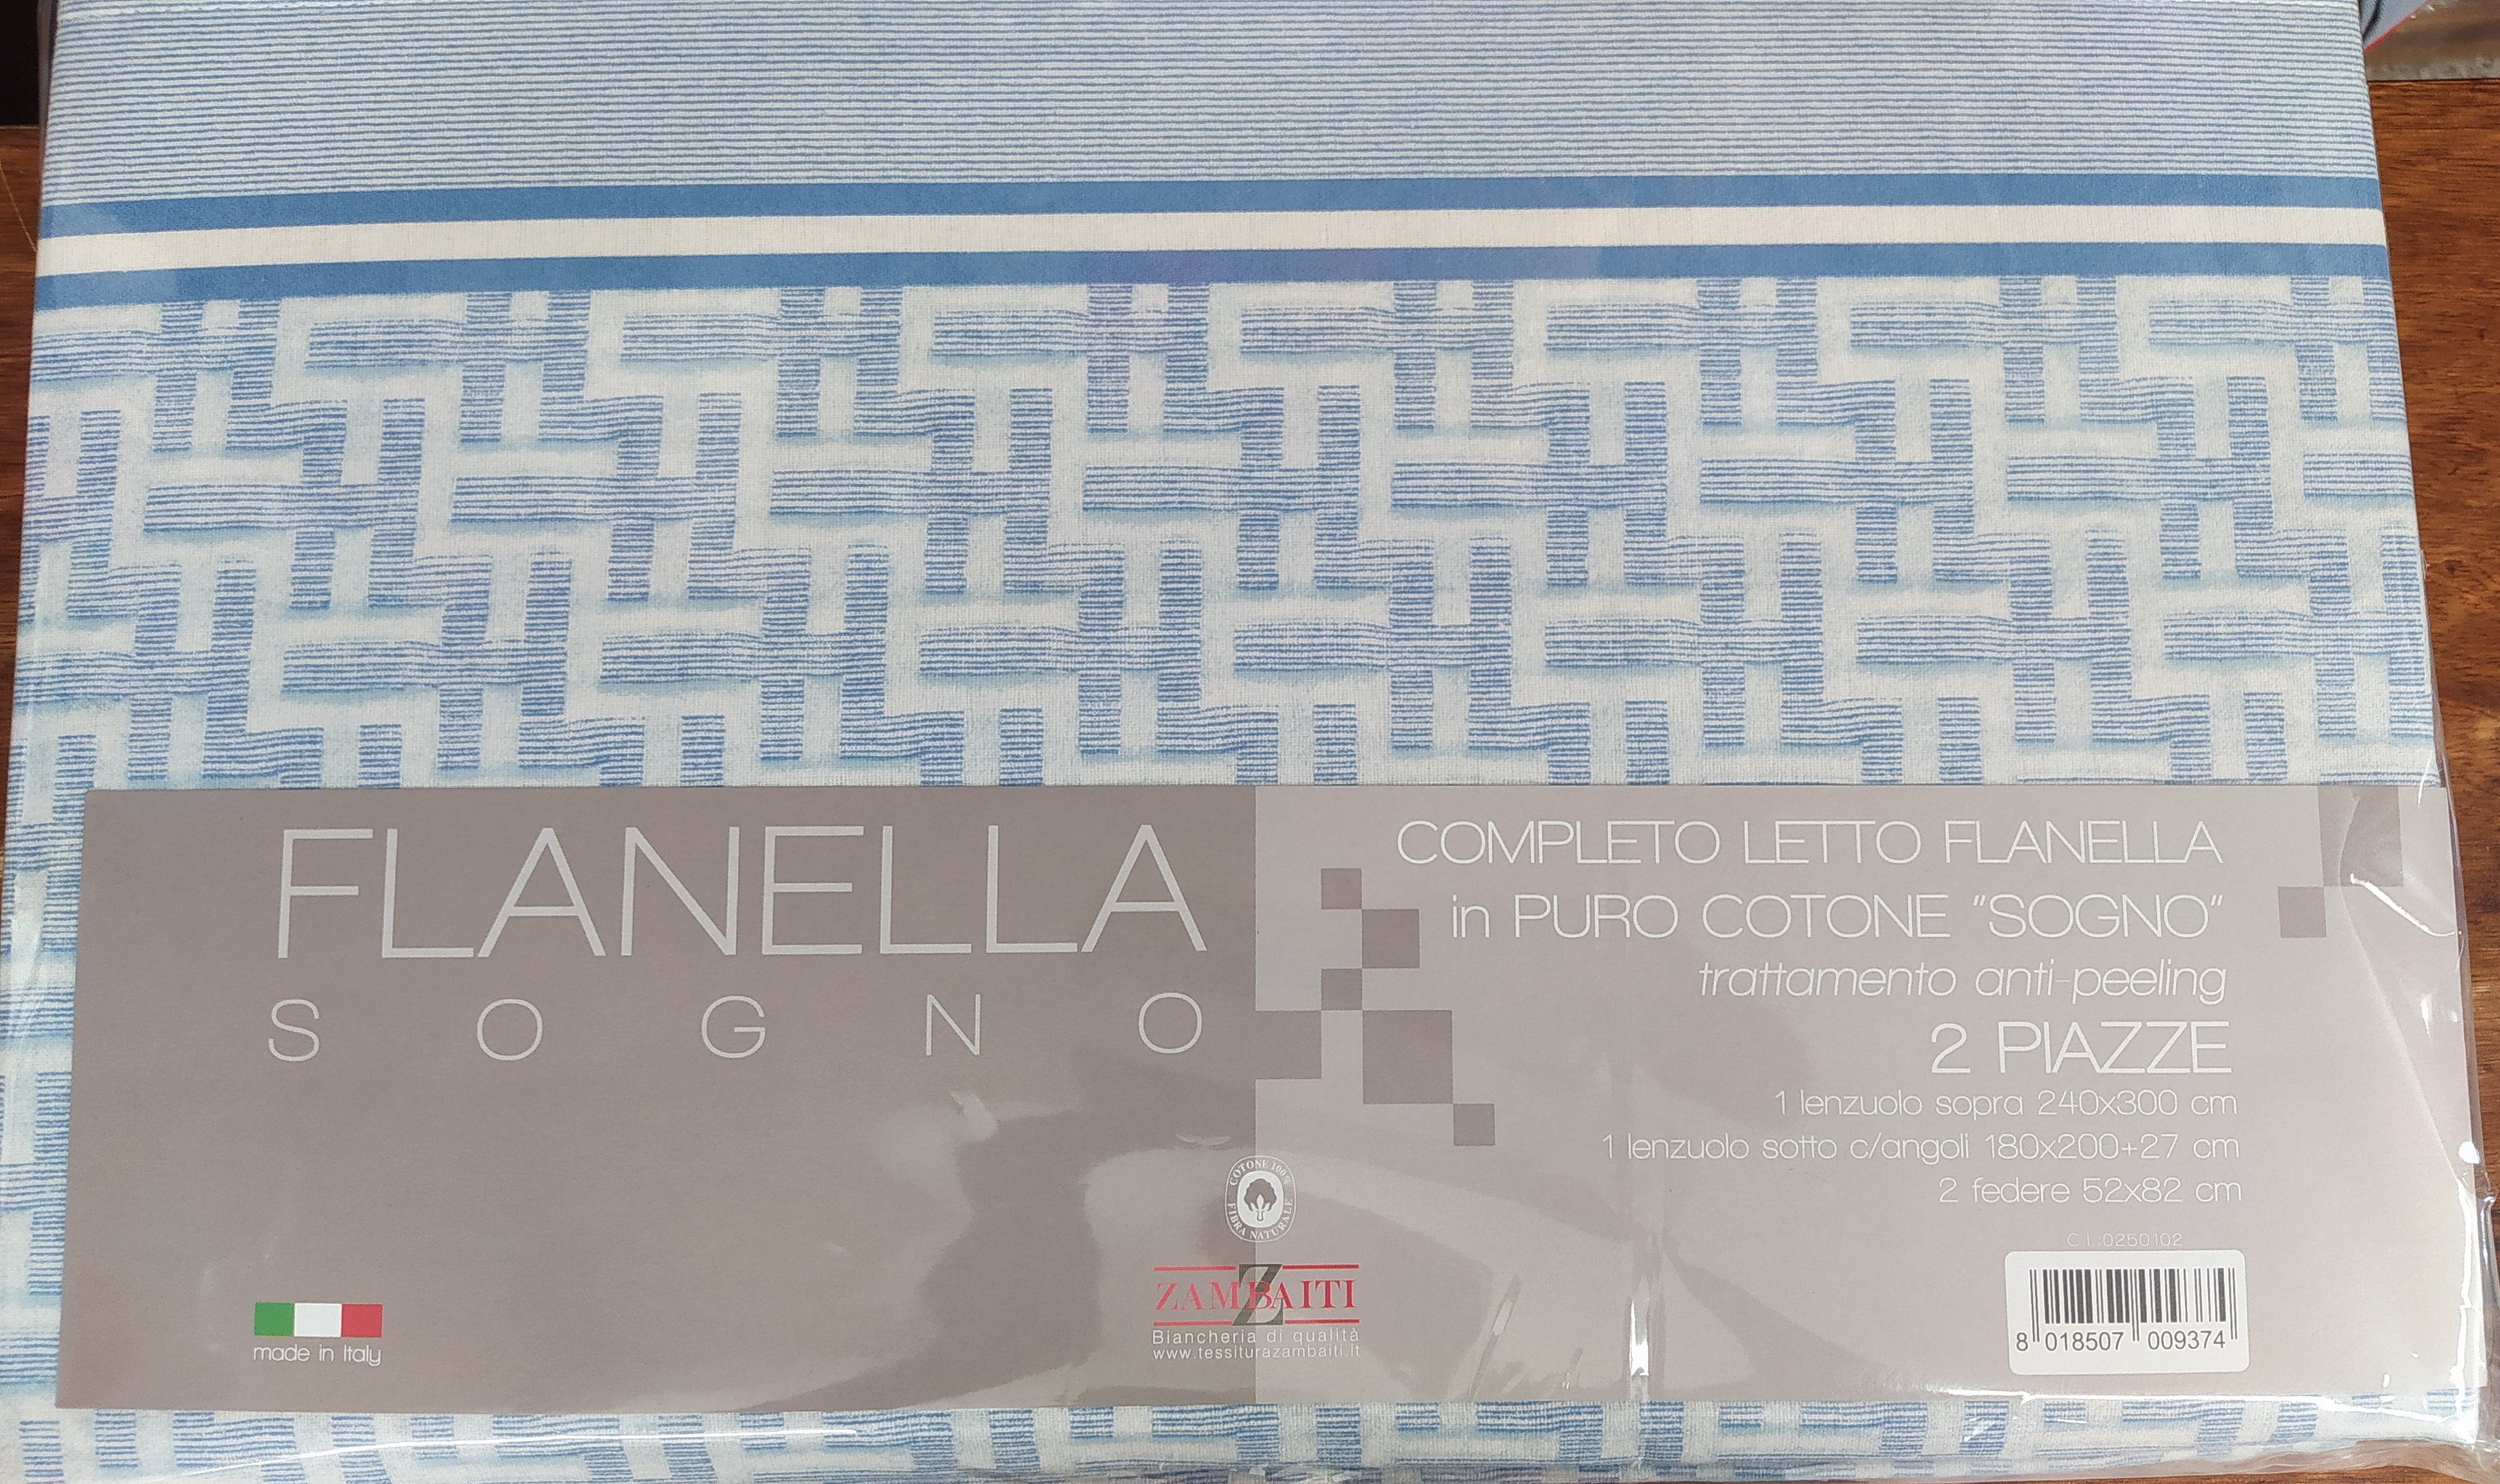 FLANELLA
SOGNO
COMPLETO LETTO FLANELLA
in PURO COTONE "SOGNO"
trattamento anti-peeling
2 PIAZZE
1 lenzuolo sopra 240x300 cm
1 lenzuolo sotto c/angoli 180x200+27 cm
2 federe 52x82 cm
C.I.:0250102
8 018507 009374
COTONE 100%
FIBRA NATURALE
Z
ZAMBAITI
Biancheria di qualità
www.tessiturazambaiti.it
made in Italy